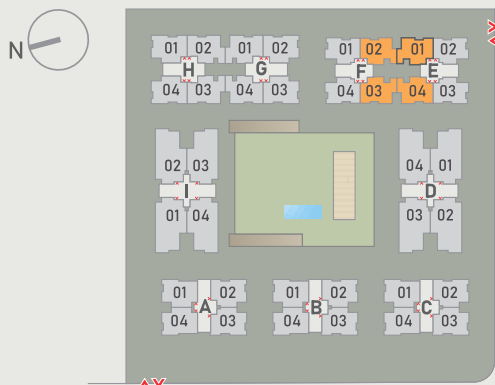 N
01 02 01 02
H G
04 03 04 03
01 02 01 02
F E
04 03 04 03
02 03
I
01 04
04 01
D
03 02
01 02
A
04 03
01 02
B
04 03
01 02
C
04 03